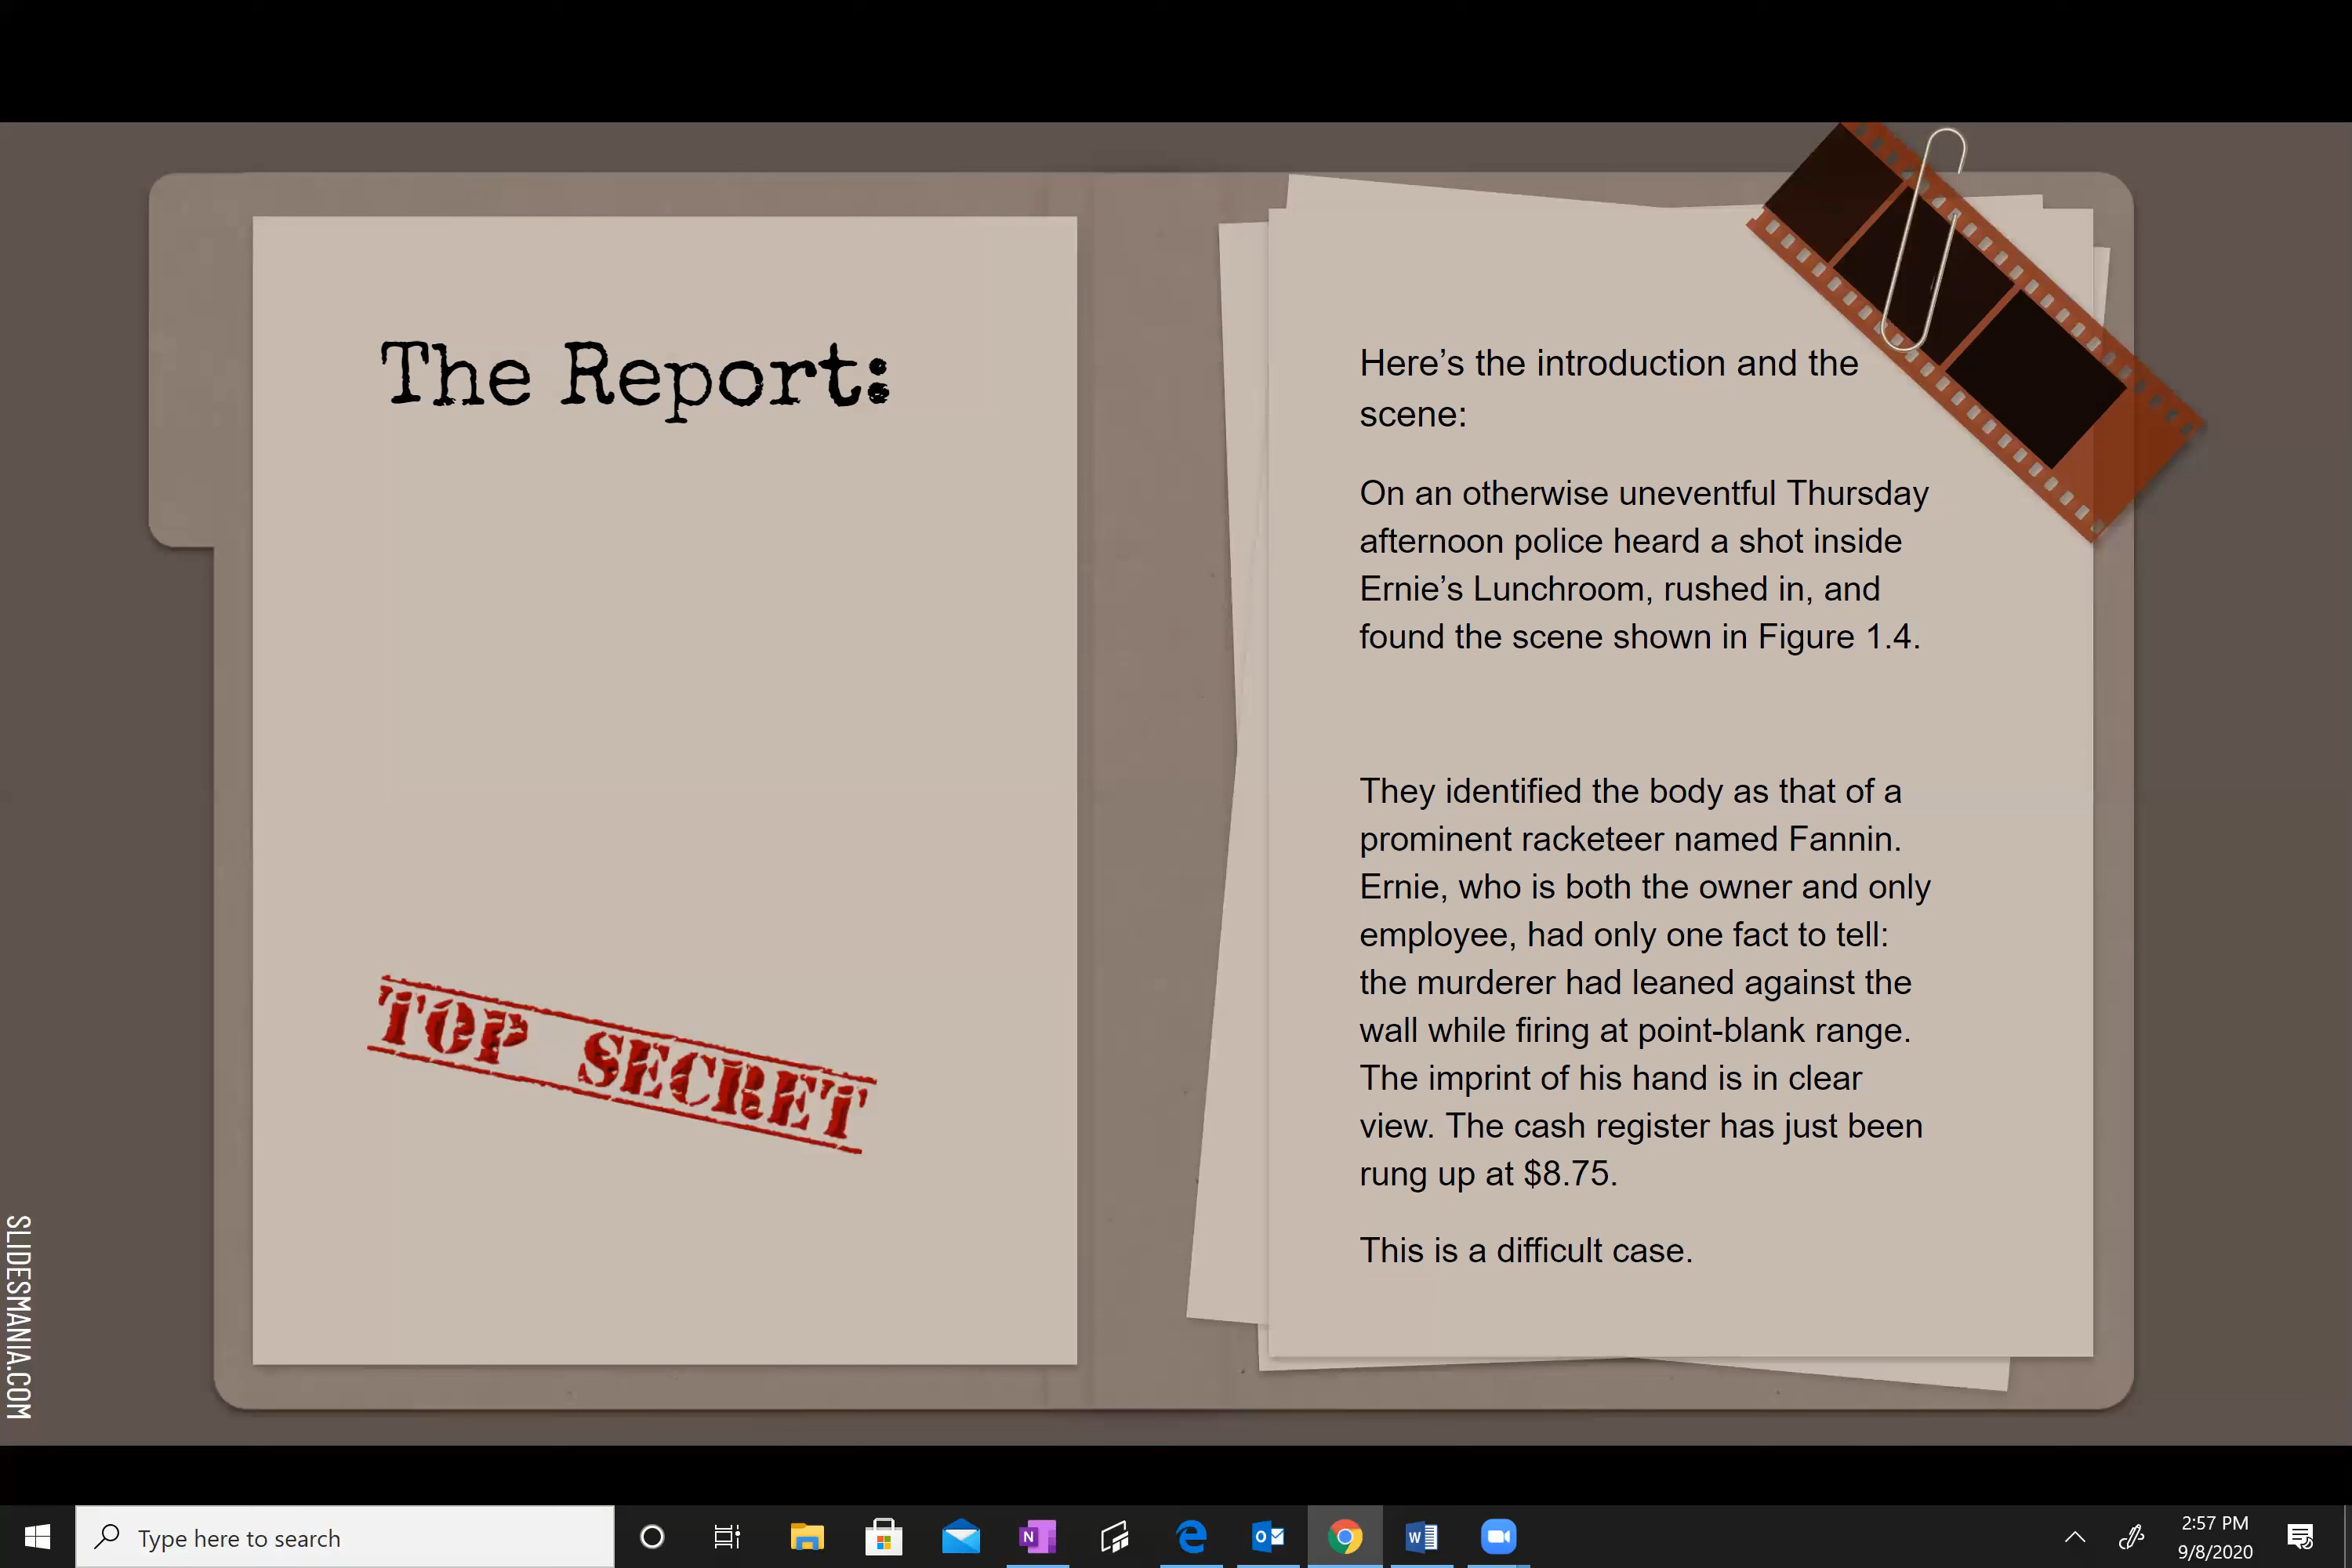 The Report:
TOP SECRET
Here’s the introduction and the
scene:
On an otherwise uneventful Thursday
afternoon police heard a shot inside
Ernie’s Lunchroom, rushed in, and
found the scene shown in Figure 1.4.
They identified the body as that of a
prominent racketeer named Fannin.
Ernie, who is both the owner and only
employee, had only one fact to tell:
the murderer had leaned against the
wall while firing at point-blank range.
The imprint of his hand is in clear
view. The cash register has just been
rung up at $8.75.
This is a difficult case.
SLIDESMANIA.COM
Type here to search
N
O
W
2:57 PM
9/8/2020